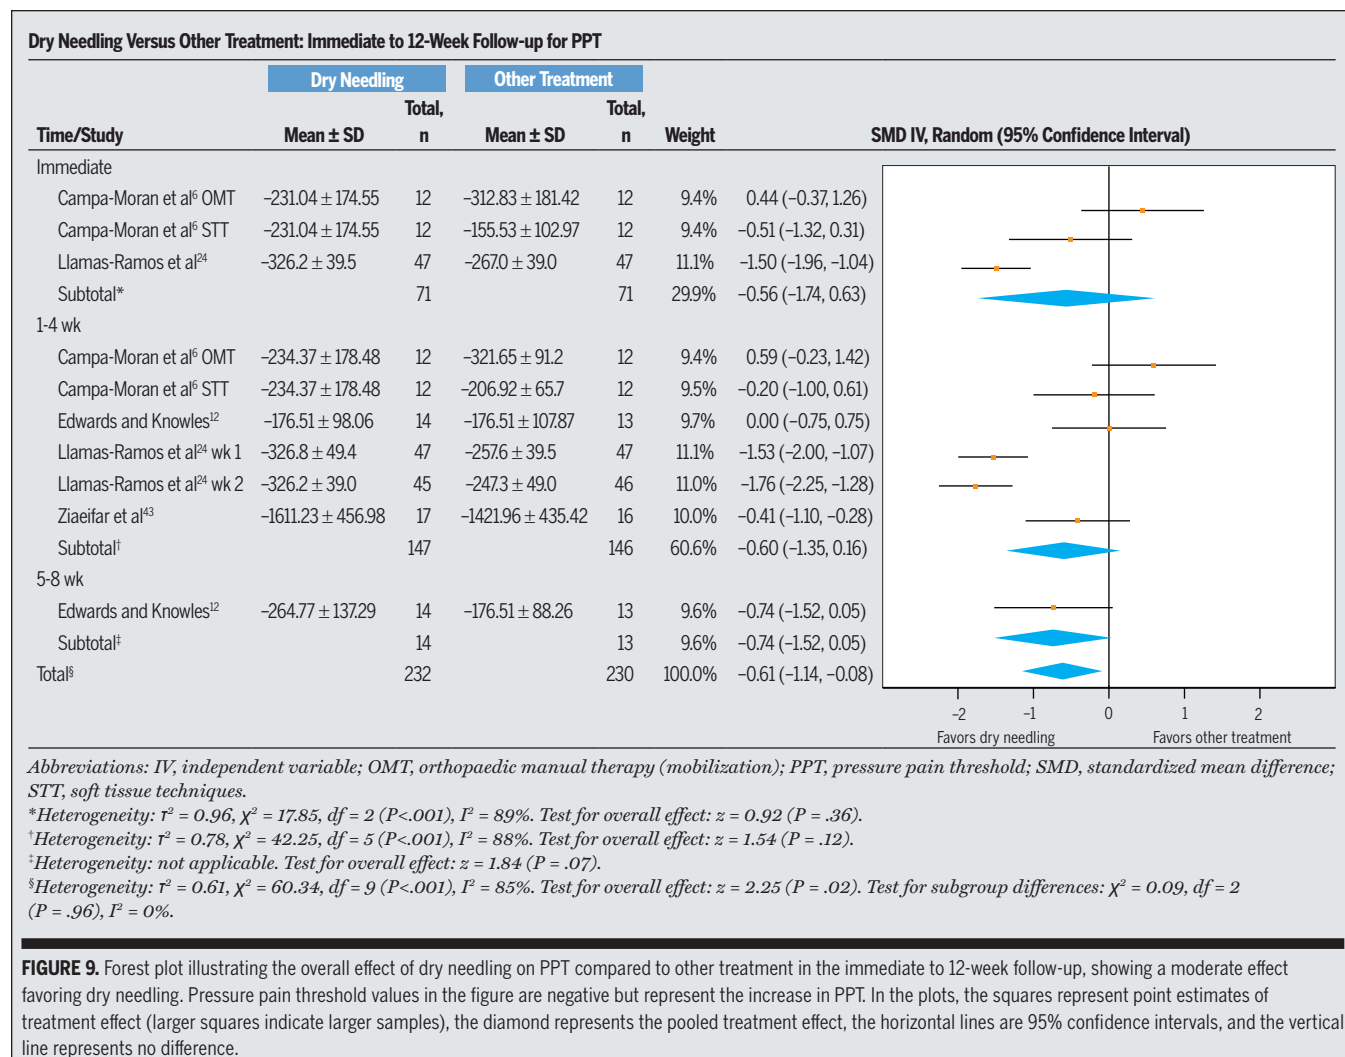 Dry Needling Versus Other Treatment: Immediate to 12-Week Follow-up for PPT
Dry Needling Other Treatment
Total, Total,
Time/Study Mean ± SD n Mean ± SD n Weight SMD IV, Random (95% Confidence Interval)
Immediate
Campa-Moran et al⁶ OMT −231.04 ± 174.55 12 −312.83 ± 181.42 12 9.4% 0.44 (−0.37, 1.26)
Campa-Moran et al⁶ STT −231.04 ± 174.55 12 −155.53 ± 102.97 12 9.4% −0.51 (−1.32, 0.31)
Llamas-Ramos et al²⁴ −326.2 ± 39.5 47 −267.0 ± 39.0 47 11.1% −1.50 (−1.96, −1.04)
Subtotal* 71 71 29.9% −0.56 (−1.74, 0.63)
1-4 wk
Campa-Moran et al⁶ OMT −234.37 ± 178.48 12 −321.65 ± 91.2 12 9.4% 0.59 (−0.23, 1.42)
Campa-Moran et al⁶ STT −234.37 ± 178.48 12 −206.92 ± 65.7 12 9.5% −0.20 (−1.00, 0.61)
Edwards and Knowles¹² −176.51 ± 98.06 14 −176.51 ± 107.87 13 9.7% 0.00 (−0.75, 0.75)
Llamas-Ramos et al²⁴ wk 1 −326.8 ± 49.4 47 −257.6 ± 39.5 47 11.1% −1.53 (−2.00, −1.07)
Llamas-Ramos et al²⁴ wk 2 −326.2 ± 39.0 45 −247.3 ± 49.0 46 11.0% −1.76 (−2.25, −1.28)
Ziaeifar et al⁴³ −1611.23 ± 456.98 17 −1421.96 ± 435.42 16 10.0% −0.41 (−1.10, −0.28)
Subtotal† 147 146 60.6% −0.60 (−1.35, 0.16)
5-8 wk
Edwards and Knowles¹² −264.77 ± 137.29 14 −176.51 ± 88.26 13 9.6% −0.74 (−1.52, 0.05)
Subtotal‡ 14 13 9.6% −0.74 (−1.52, 0.05)
Total§ 232 230 100.0% −0.61 (−1.14, −0.08)
−2 −1 0 1 2
Favors dry needling Favors other treatment
Abbreviations: IV, independent variable; OMT, orthopaedic manual therapy (mobilization); PPT, pressure pain threshold; SMD, standardized mean difference;
STT, soft tissue techniques.
*Heterogeneity: τ² = 0.96, χ² = 17.85, df = 2 (P<.001), I² = 89%. Test for overall effect: z = 0.92 (P = .36).
†Heterogeneity: τ² = 0.78, χ² = 42.25, df = 5 (P<.001), I² = 88%. Test for overall effect: z = 1.54 (P = .12).
‡Heterogeneity: not applicable. Test for overall effect: z = 1.84 (P = .07).
§Heterogeneity: τ² = 0.61, χ² = 60.34, df = 9 (P<.001), I² = 85%. Test for overall effect: z = 2.25 (P = .02). Test for subgroup differences: χ² = 0.09, df = 2
(P = .96), I² = 0%.
FIGURE 9. Forest plot illustrating the overall effect of dry needling on PPT compared to other treatment in the immediate to 12-week follow-up, showing a moderate effect
favoring dry needling. Pressure pain threshold values in the figure are negative but represent the increase in PPT. In the plots, the squares represent point estimates of
treatment effect (larger squares indicate larger samples), the diamond represents the pooled treatment effect, the horizontal lines are 95% confidence intervals, and the vertical
line represents no difference.